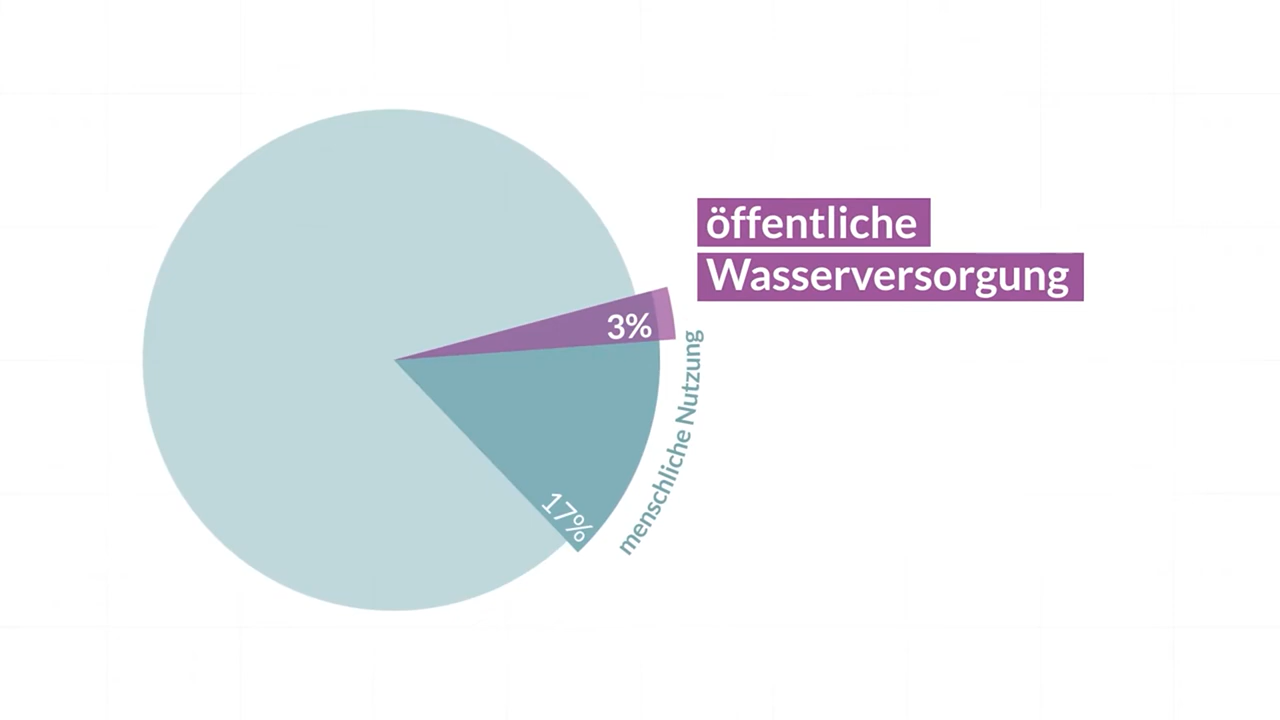 öffentliche
Wasserversorgung
3%
menschliche Nutzung
17%